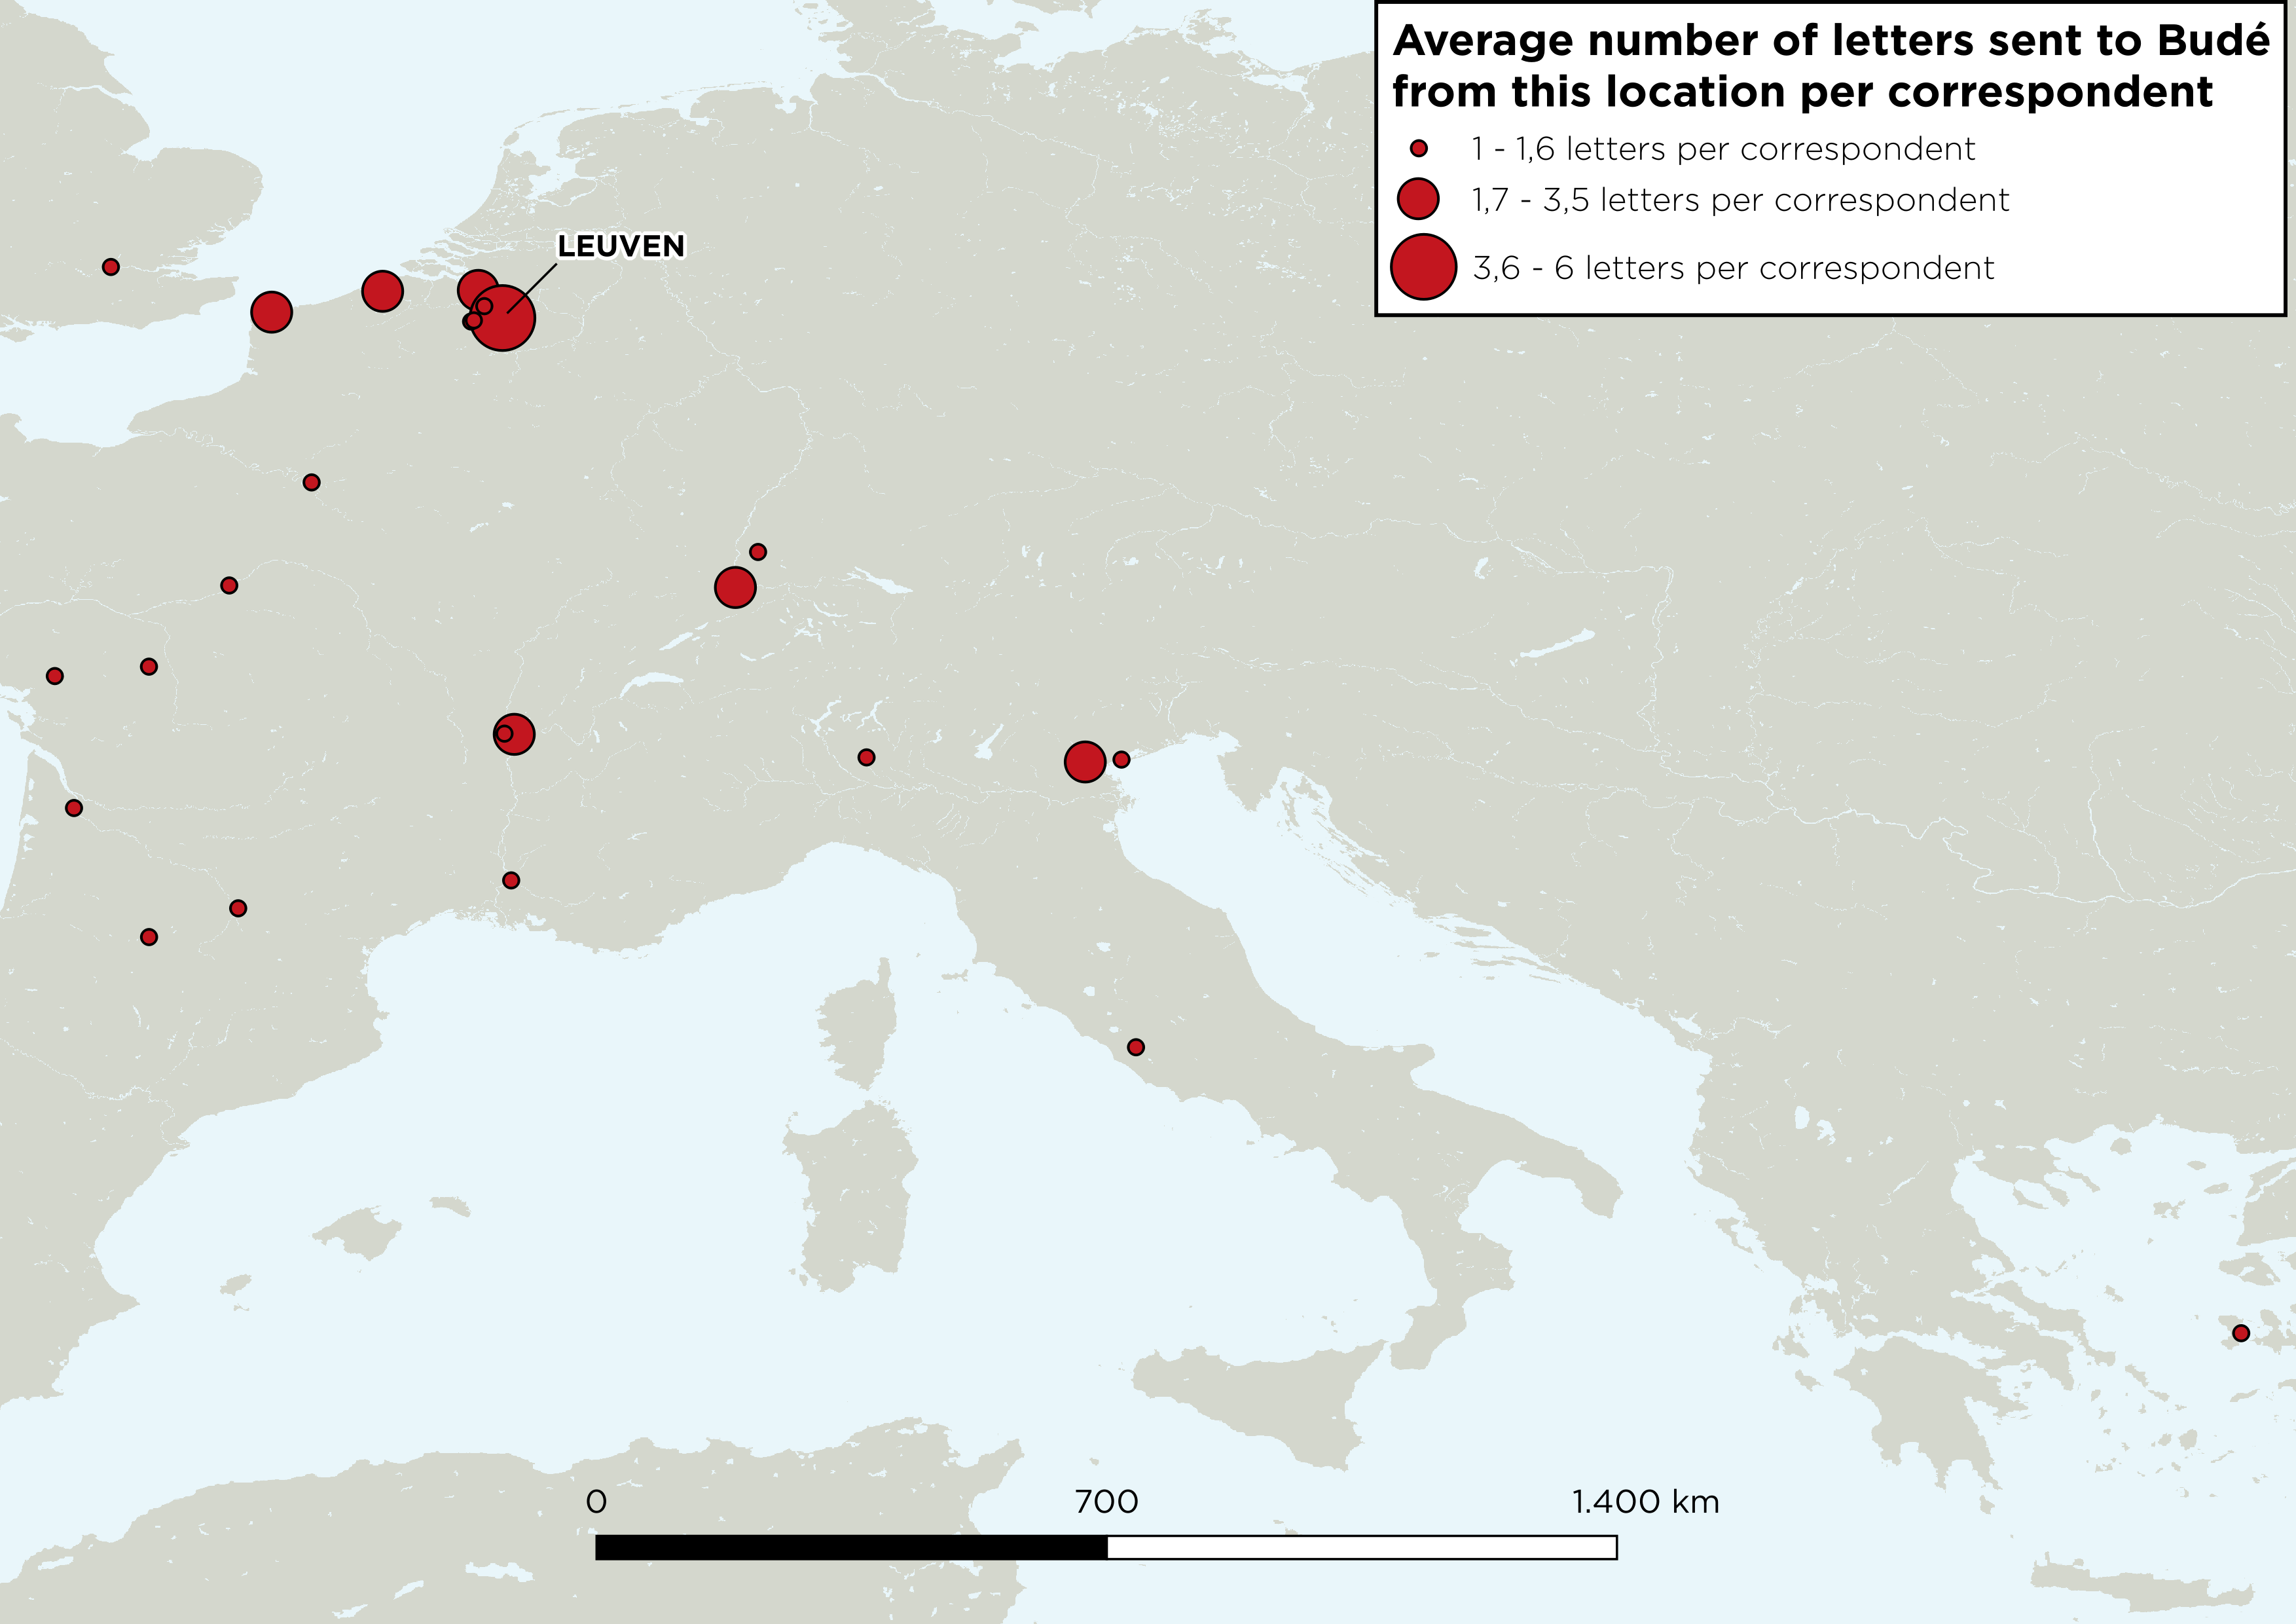 Average number of letters sent to Budé
from this location per correspondent
1 - 1,6 letters per correspondent
1,7 - 3,5 letters per correspondent
3,6 - 6 letters per correspondent
LEUVEN
0 700 1.400 km